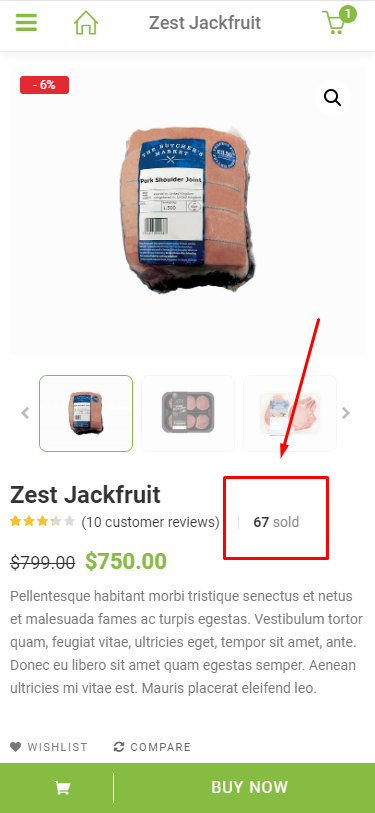 Zest Jackfruit
1
- 6%
THE BUTCHER'S
MARKET
Pork Shoulder Joint
1.500
Zest Jackfruit
(10 customer reviews)
67 sold
$799.00 $750.00
Pellentesque habitant morbi tristique senectus et netus
et malesuada fames ac turpis egestas. Vestibulum tortor
quam, feugiat vitae, ultricies eget, tempor sit amet, ante.
Donec eu libero sit amet quam egestas semper. Aenean
ultricies mi vitae est. Mauris placerat eleifend leo.
WISHLIST
COMPARE
BUY NOW